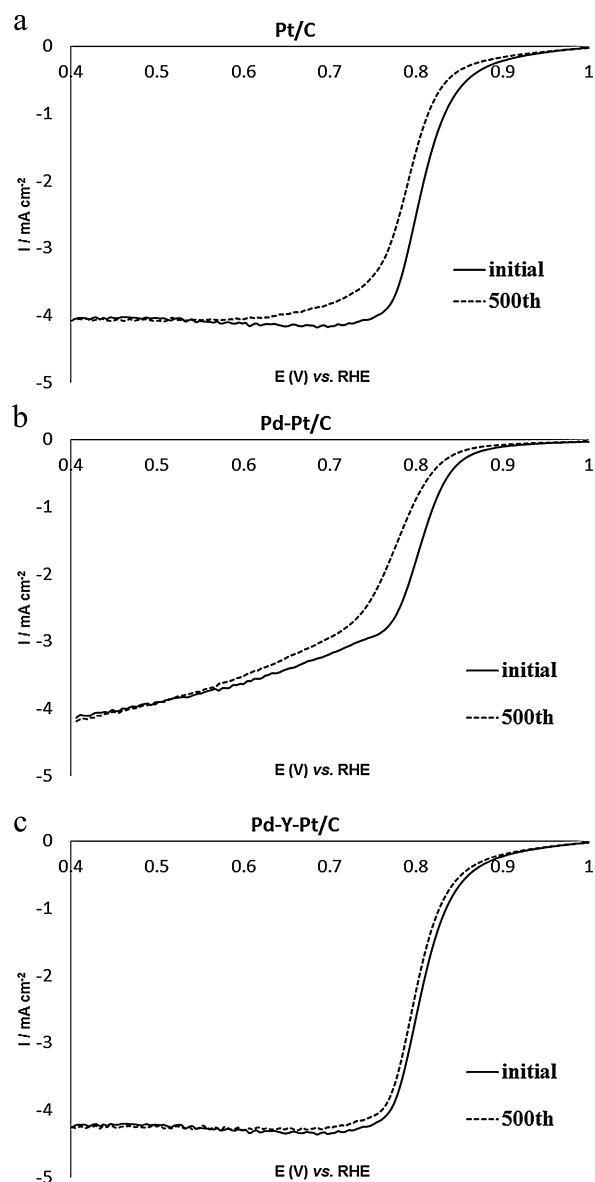 a
Pt/C
0
0.4 0.5 0.6 0.7 0.8 0.9 1
-1
-2
-3
-4
-5
I / mA cm-2
initial
500th
E (V) vs. RHE
b
Pd-Pt/C
0
0.4 0.5 0.6 0.7 0.8 0.9 1
-1
-2
-3
-4
-5
I / mA cm-2
initial
500th
E (V) vs. RHE
c
Pd-Y-Pt/C
0
0.4 0.5 0.6 0.7 0.8 0.9 1
-1
-2
-3
-4
-5
I / mA cm-2
initial
500th
E (V) vs. RHE